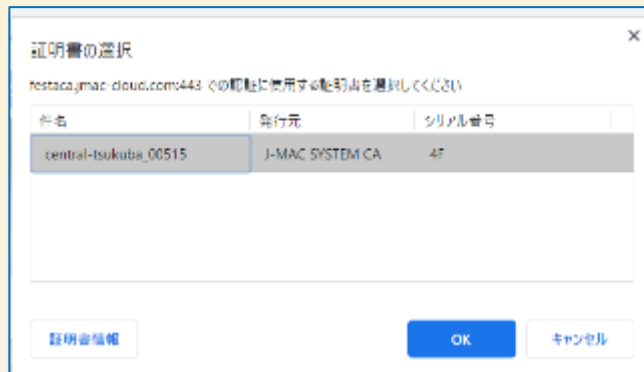 証明書の選択
festaca.jmac-cloud.com:443 での認証に使用する証明書を選択してください
件名 発行元 シリアル番号
central-tsukuba_00515 J-MAC SYSTEM CA 4F
証明書情報 OK キャンセル